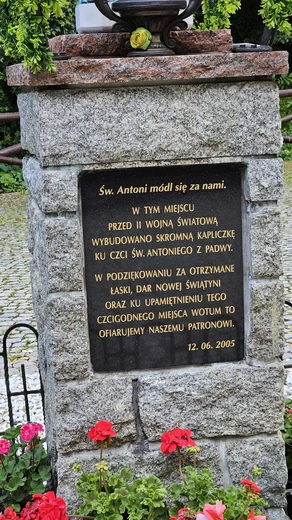 Św. Antoni módl się za nami.
W TYM MIEJSCU
PRZED II WOJNĄ ŚWIATOWĄ
WYBUDOWANO SKROMNĄ KAPLICZKĘ
KU CZCI ŚW. ANTONIEGO Z PADWY.
W PODZIĘKOWANIU ZA OTRZYMANE
ŁASKI, DAR NOWEJ ŚWIĄTYNI
ORAZ KU UPAMIĘTNIENIU TEGO
CZCIGODNEGO MIEJSCA WOTUM TO
OFIARUJEMY NASZEMU PATRONOWI.
12. 06. 2005